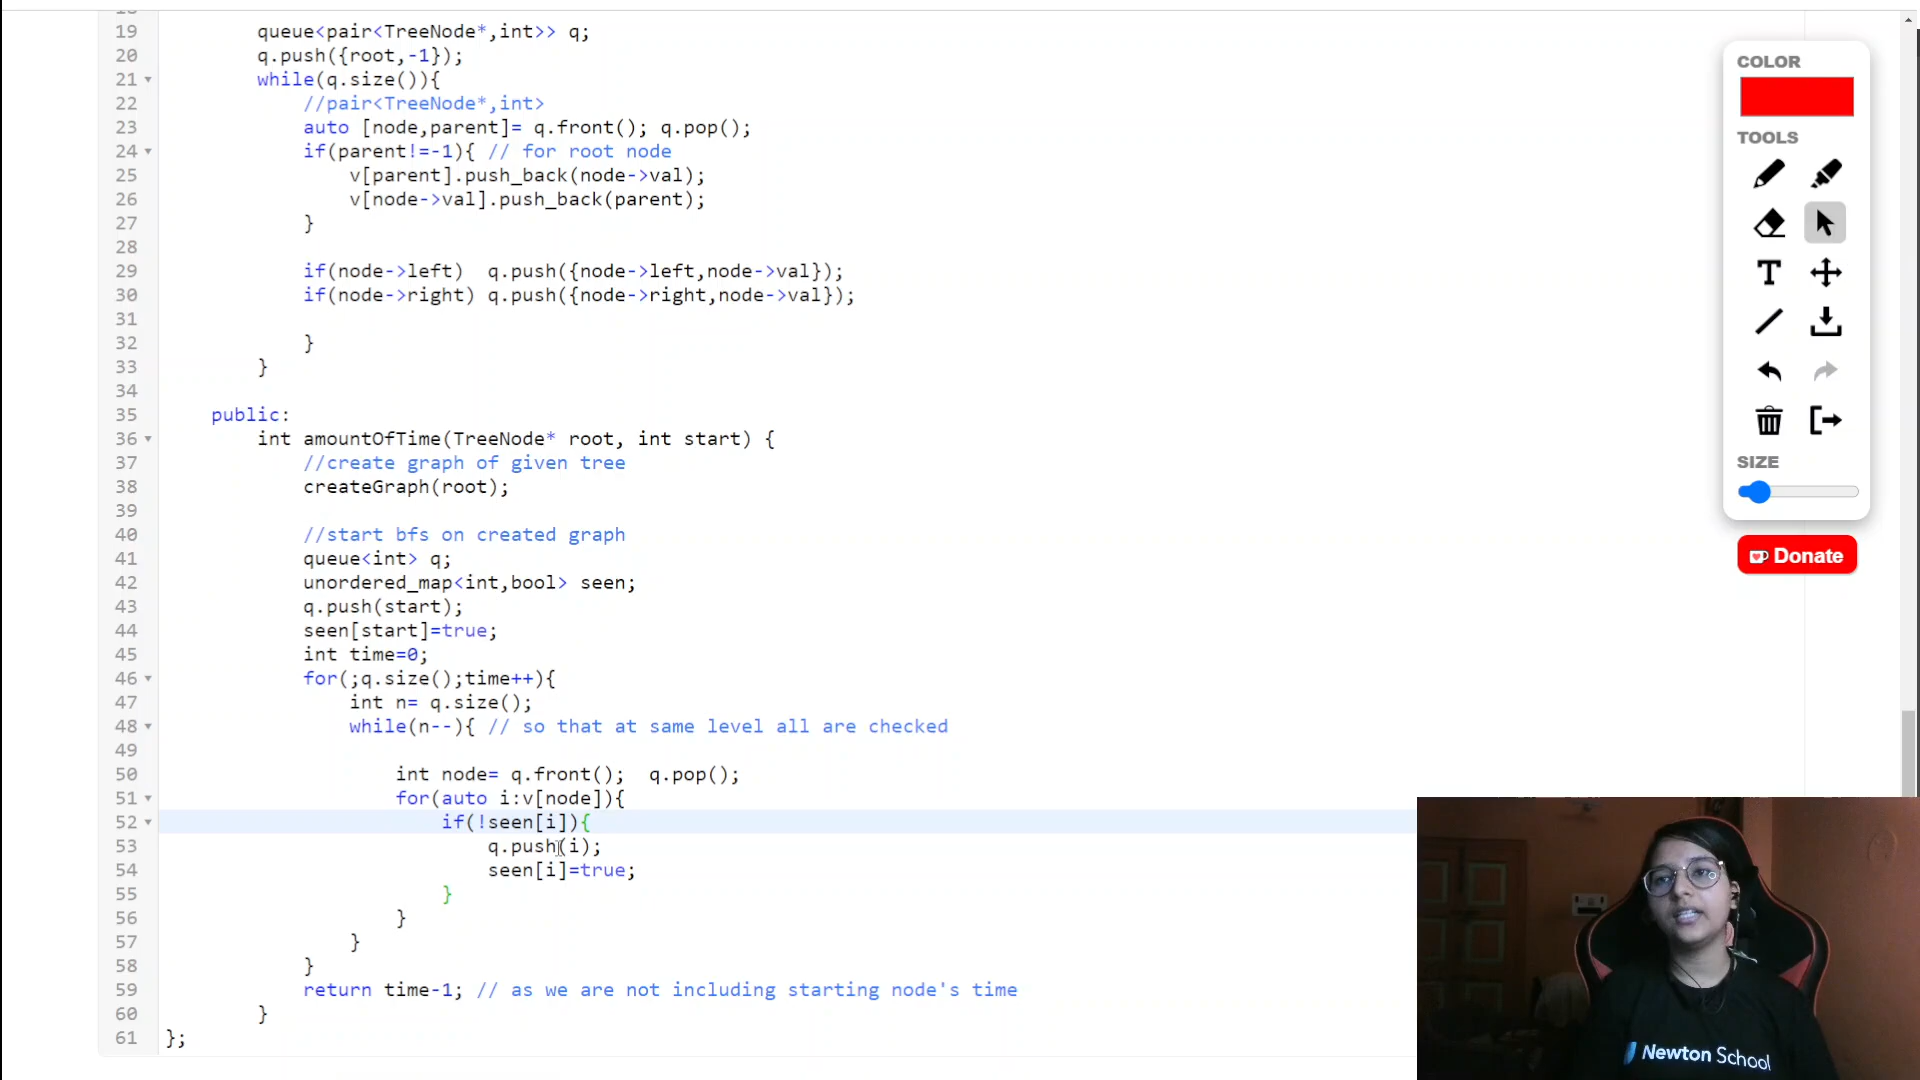 19 queue<pair<TreeNode*,int>> q;
20 q.push({root,-1});
21 while(q.size()){
22 //pair<TreeNode*,int>
23 auto [node,parent]= q.front(); q.pop();
24 if(parent!=-1){ // for root node
25 v[parent].push_back(node->val);
26 v[node->val].push_back(parent);
27 }
28
29 if(node->left)  q.push({node->left,node->val});
30 if(node->right) q.push({node->right,node->val});
31
32 }
33 }
34
35 public:
36 int amountOfTime(TreeNode* root, int start) {
37 //create graph of given tree
38 createGraph(root);
39
40 //start bfs on created graph
41 queue<int> q;
42 unordered_map<int,bool> seen;
43 q.push(start);
44 seen[start]=true;
45 int time=0;
46 for(;q.size();time++){
47 int n= q.size();
48 while(n--){ // so that at same level all are checked
49
50 int node= q.front();  q.pop();
51 for(auto i:v[node]){
52 if(!seen[i]){
53 q.push(i);
54 seen[i]=true;
55 }
56 }
57 }
58 }
59 return time-1; // as we are not including starting node's time
60 }
61 };
COLOR
TOOLS
SIZE
Donate
Newton School